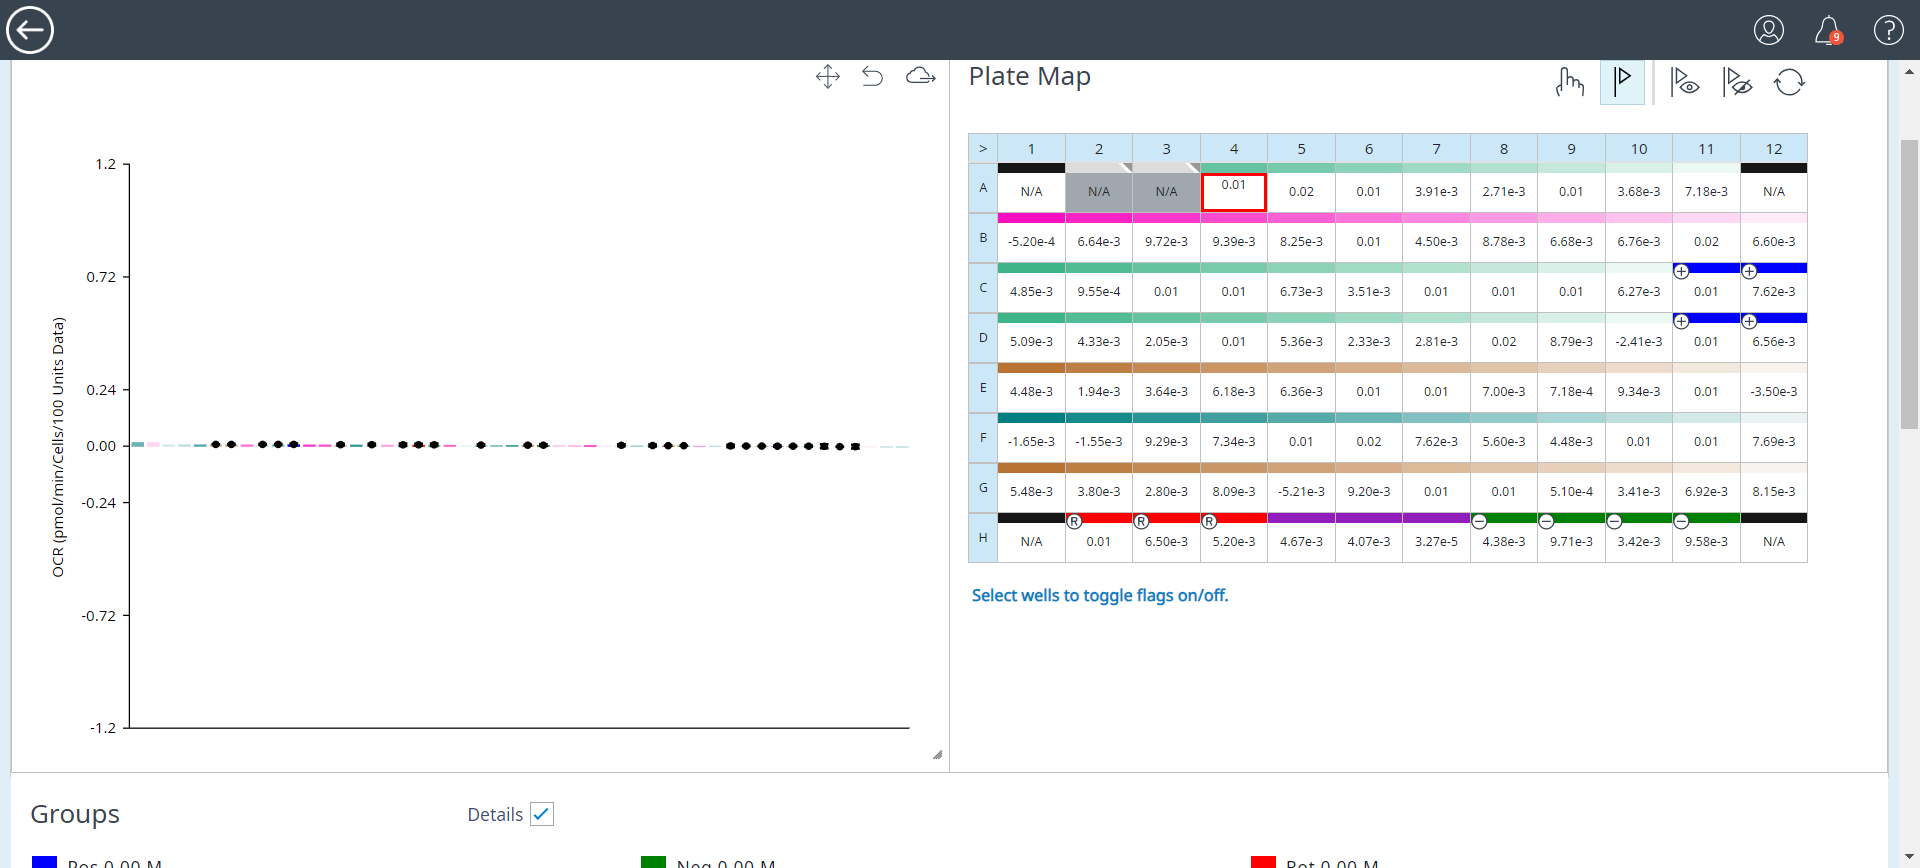 9
?
Plate Map
1.2
0.72
0.24
0.00
-0.24
-0.72
-1.2
OCR (pmol/min/Cells/100 Units Data)
> 1 2 3 4 5 6 7 8 9 10 11 12
A N/A N/A N/A 0.01 0.02 0.01 3.91e-3 2.71e-3 0.01 3.68e-3 7.18e-3 N/A
B -5.20e-4 6.64e-3 9.72e-3 9.39e-3 8.25e-3 0.01 4.50e-3 8.78e-3 6.68e-3 6.76e-3 0.02 6.60e-3
+ +
C 4.85e-3 9.55e-4 0.01 0.01 6.73e-3 3.51e-3 0.01 0.01 0.01 6.27e-3 0.01 7.62e-3
+ +
D 5.09e-3 4.33e-3 2.05e-3 0.01 5.36e-3 2.33e-3 2.81e-3 0.02 8.79e-3 -2.41e-3 0.01 6.56e-3
E 4.48e-3 1.94e-3 3.64e-3 6.18e-3 6.36e-3 0.01 0.01 7.00e-3 7.18e-4 9.34e-3 0.01 -3.50e-3
F -1.65e-3 -1.55e-3 9.29e-3 7.34e-3 0.01 0.02 7.62e-3 5.60e-3 4.48e-3 0.01 0.01 7.69e-3
G 5.48e-3 3.80e-3 2.80e-3 8.09e-3 -5.21e-3 9.20e-3 0.01 0.01 5.10e-4 3.41e-3 6.92e-3 8.15e-3
R R R − − − −
H N/A 0.01 6.50e-3 5.20e-3 4.67e-3 4.07e-3 3.27e-5 4.38e-3 9.71e-3 3.42e-3 9.58e-3 N/A
Select wells to toggle flags on/off.
Groups
Details
Pos 0.00 M
Neg 0.00 M
Rot 0.00 M